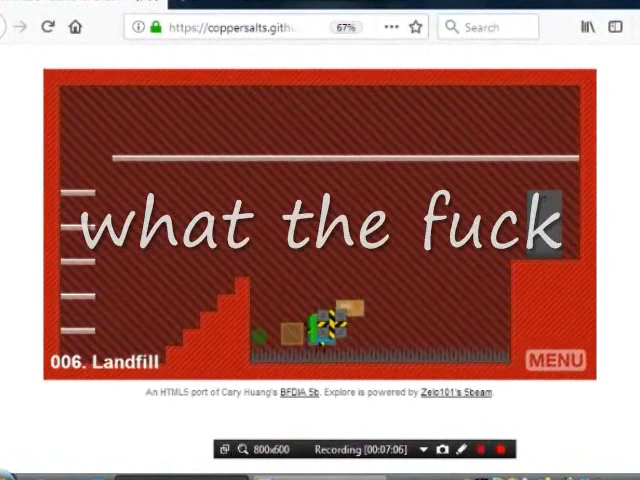 https://coppersalts.gith
67%
Search
what the fuck
006. Landfill
MENU
An HTML5 port of Cary Huang's BFDIA 5b. Explore is powered by Zelo101's 5beam.
800x600
Recording [00:07:06]